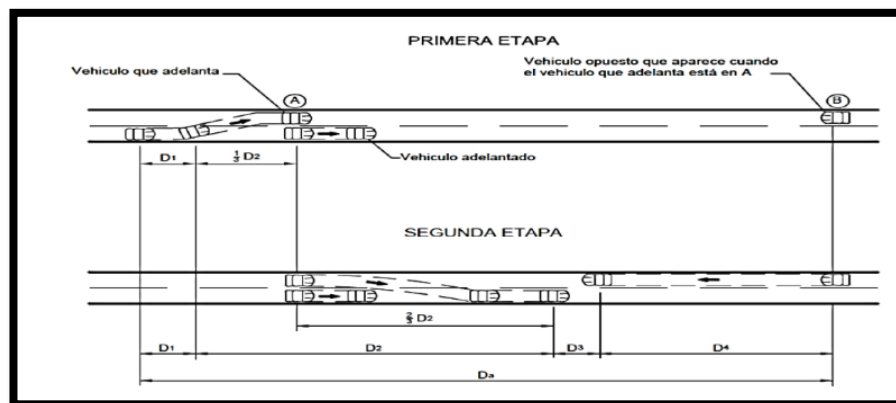 PRIMERA ETAPA
Vehiculo que adelanta
Vehiculo opuesto que aparece cuando
el vehiculo que adelanta está en A
A
B
Vehiculo adelantado
D1
1/3 D2
SEGUNDA ETAPA
2/3 D2
D1
D2
D3
D4
Da